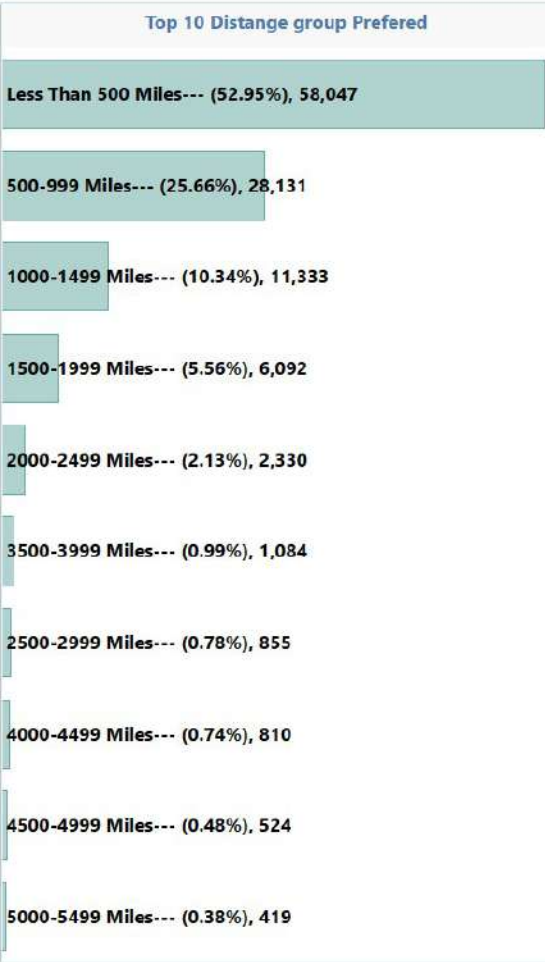 Top 10 Distange group Prefered
Less Than 500 Miles--- (52.95%), 58,047
500-999 Miles--- (25.66%), 28,131
1000-1499 Miles--- (10.34%), 11,333
1500-1999 Miles--- (5.56%), 6,092
2000-2499 Miles--- (2.13%), 2,330
3500-3999 Miles--- (0.99%), 1,084
2500-2999 Miles--- (0.78%), 855
4000-4499 Miles--- (0.74%), 810
4500-4999 Miles--- (0.48%), 524
5000-5499 Miles--- (0.38%), 419